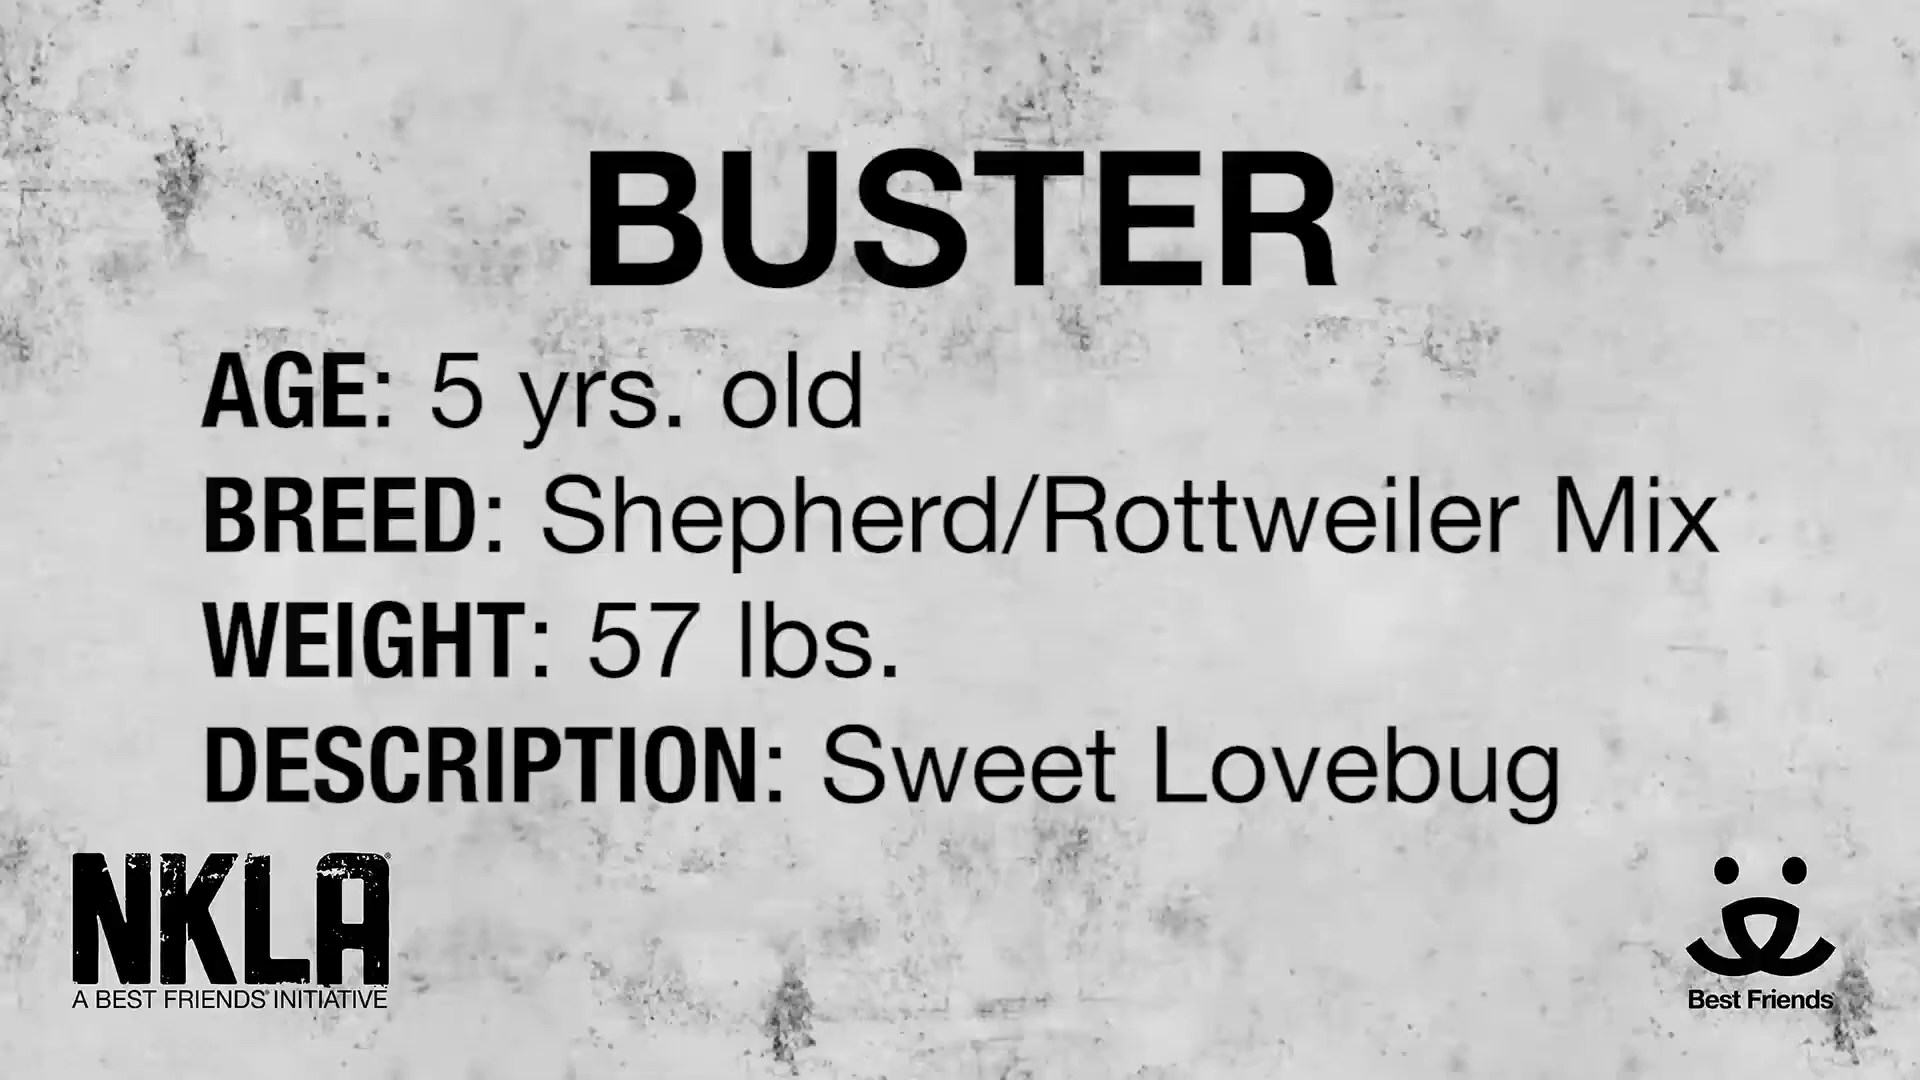 BUSTER
AGE: 5 yrs. old
BREED: Shepherd/Rottweiler Mix
WEIGHT: 57 lbs.
DESCRIPTION: Sweet Lovebug
NKLA®
A BEST FRIENDS® INITIATIVE
Best Friends